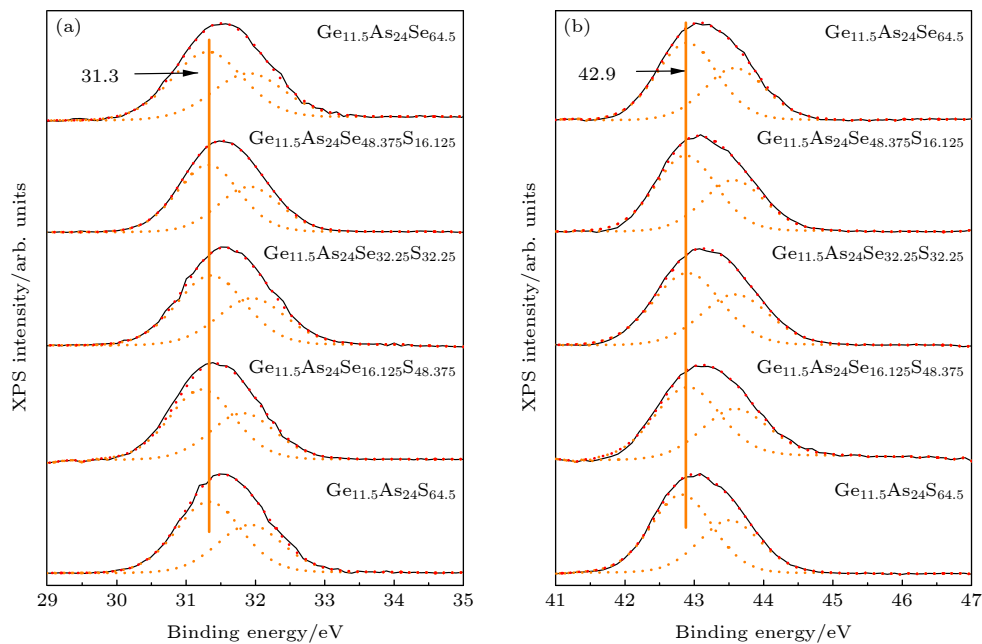 (a)
Ge11.5As24Se64.5
31.3
Ge11.5As24Se48.375S16.125
Ge11.5As24Se32.25S32.25
Ge11.5As24Se16.125S48.375
Ge11.5As24S64.5
XPS intensity/arb. units
29 30 31 32 33 34 35
Binding energy/eV
(b)
Ge11.5As24Se64.5
42.9
Ge11.5As24Se48.375S16.125
Ge11.5As24Se32.25S32.25
Ge11.5As24Se16.125S48.375
Ge11.5As24S64.5
XPS intensity/arb. units
41 42 43 44 45 46 47
Binding energy/eV